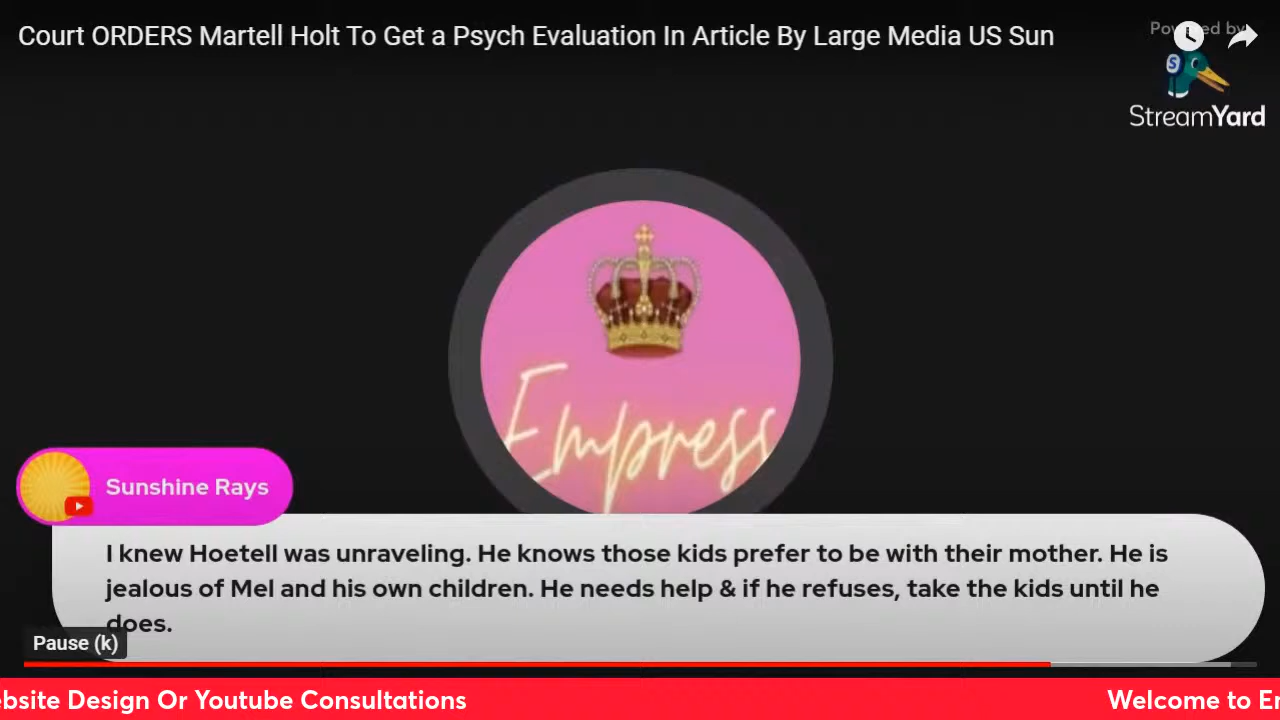 Court ORDERS Martell Holt To Get a Psych Evaluation In Article By Large Media US Sun
Powered by
S
StreamYard
Empress
Sunshine Rays
I knew Hoetell was unraveling. He knows those kids prefer to be with their mother. He is
jealous of Mel and his own children. He needs help & if he refuses, take the kids until he
does.
Pause (k)
ebsite Design Or Youtube Consultations
Welcome to En